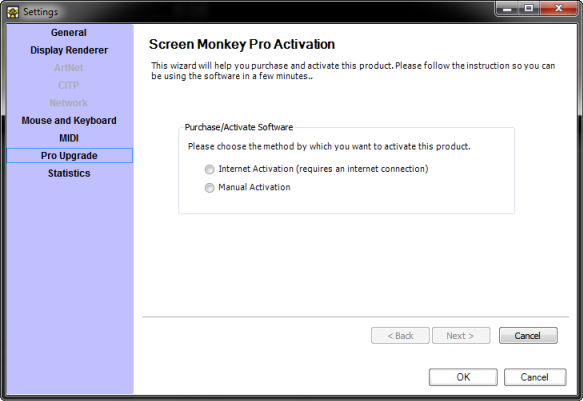 Settings
General
Display Renderer
ArtNet
CITP
Network
Mouse and Keyboard
MIDI
Pro Upgrade
Statistics
Screen Monkey Pro Activation
This wizard will help you purchase and activate this product. Please follow the instruction so you can
be using the software in a few minutes..
Purchase/Activate Software
Please choose the method by which you want to activate this product.
Internet Activation (requires an internet connection)
Manual Activation
< Back
Next >
Cancel
OK
Cancel